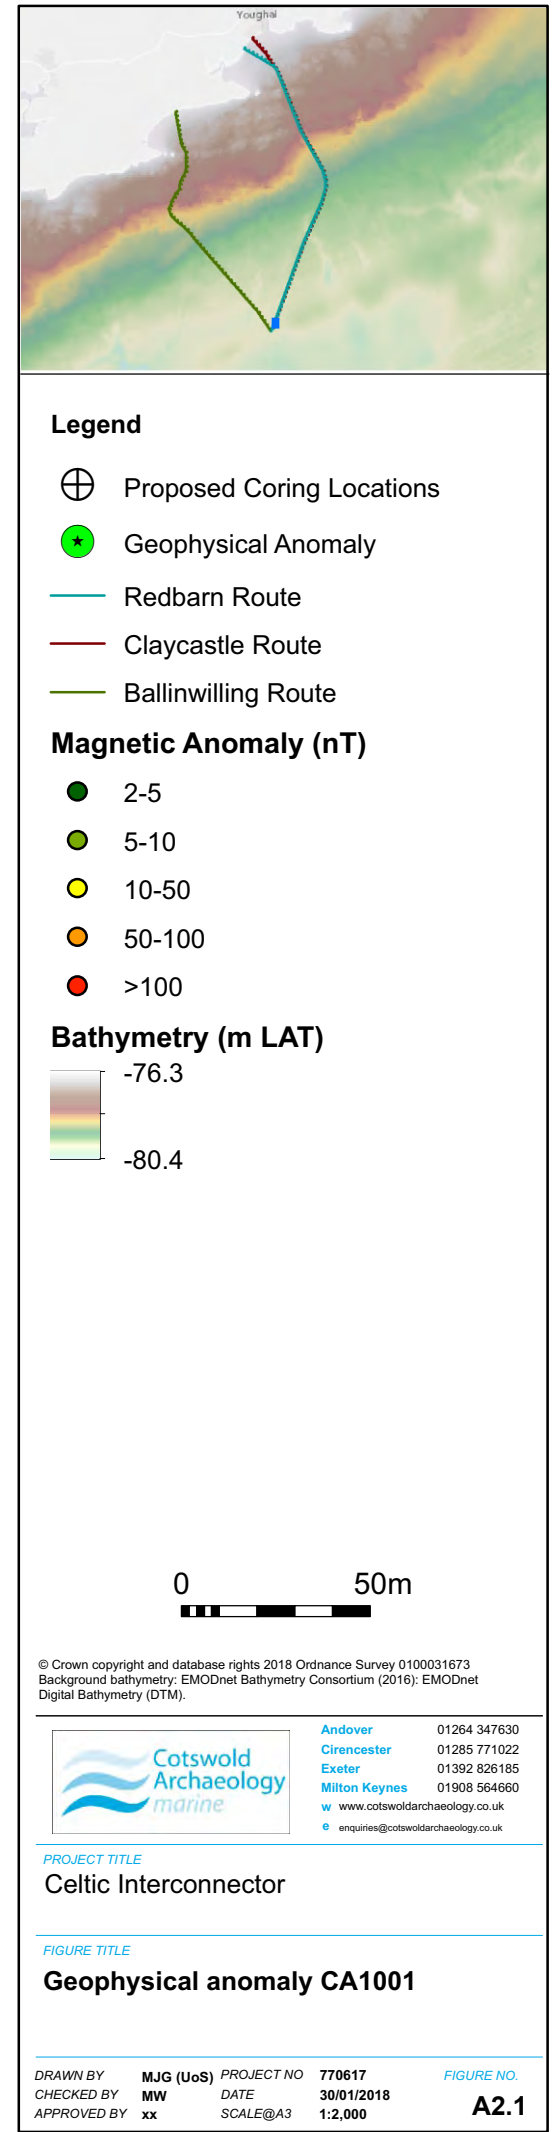 Youghal
Legend
Proposed Coring Locations
Geophysical Anomaly
Redbarn Route
Claycastle Route
Ballinwilling Route
Magnetic Anomaly (nT)
2-5
5-10
10-50
50-100
>100
Bathymetry (m LAT)
-76.3
-80.4
0 50m
© Crown copyright and database rights 2018 Ordnance Survey 0100031673
Background bathymetry: EMODnet Bathymetry Consortium (2016): EMODnet
Digital Bathymetry (DTM).
Cotswold
Archaeology
marine
Andover 01264 347630
Cirencester 01285 771022
Exeter 01392 826185
Milton Keynes 01908 564660
w www.cotswoldarchaeology.co.uk
e enquiries@cotswoldarchaeology.co.uk
PROJECT TITLE
Celtic Interconnector
FIGURE TITLE
Geophysical anomaly CA1001
DRAWN BY MJG (UoS) PROJECT NO 770617 FIGURE NO.
CHECKED BY MW DATE 30/01/2018
APPROVED BY xx SCALE@A3 1:2,000 A2.1